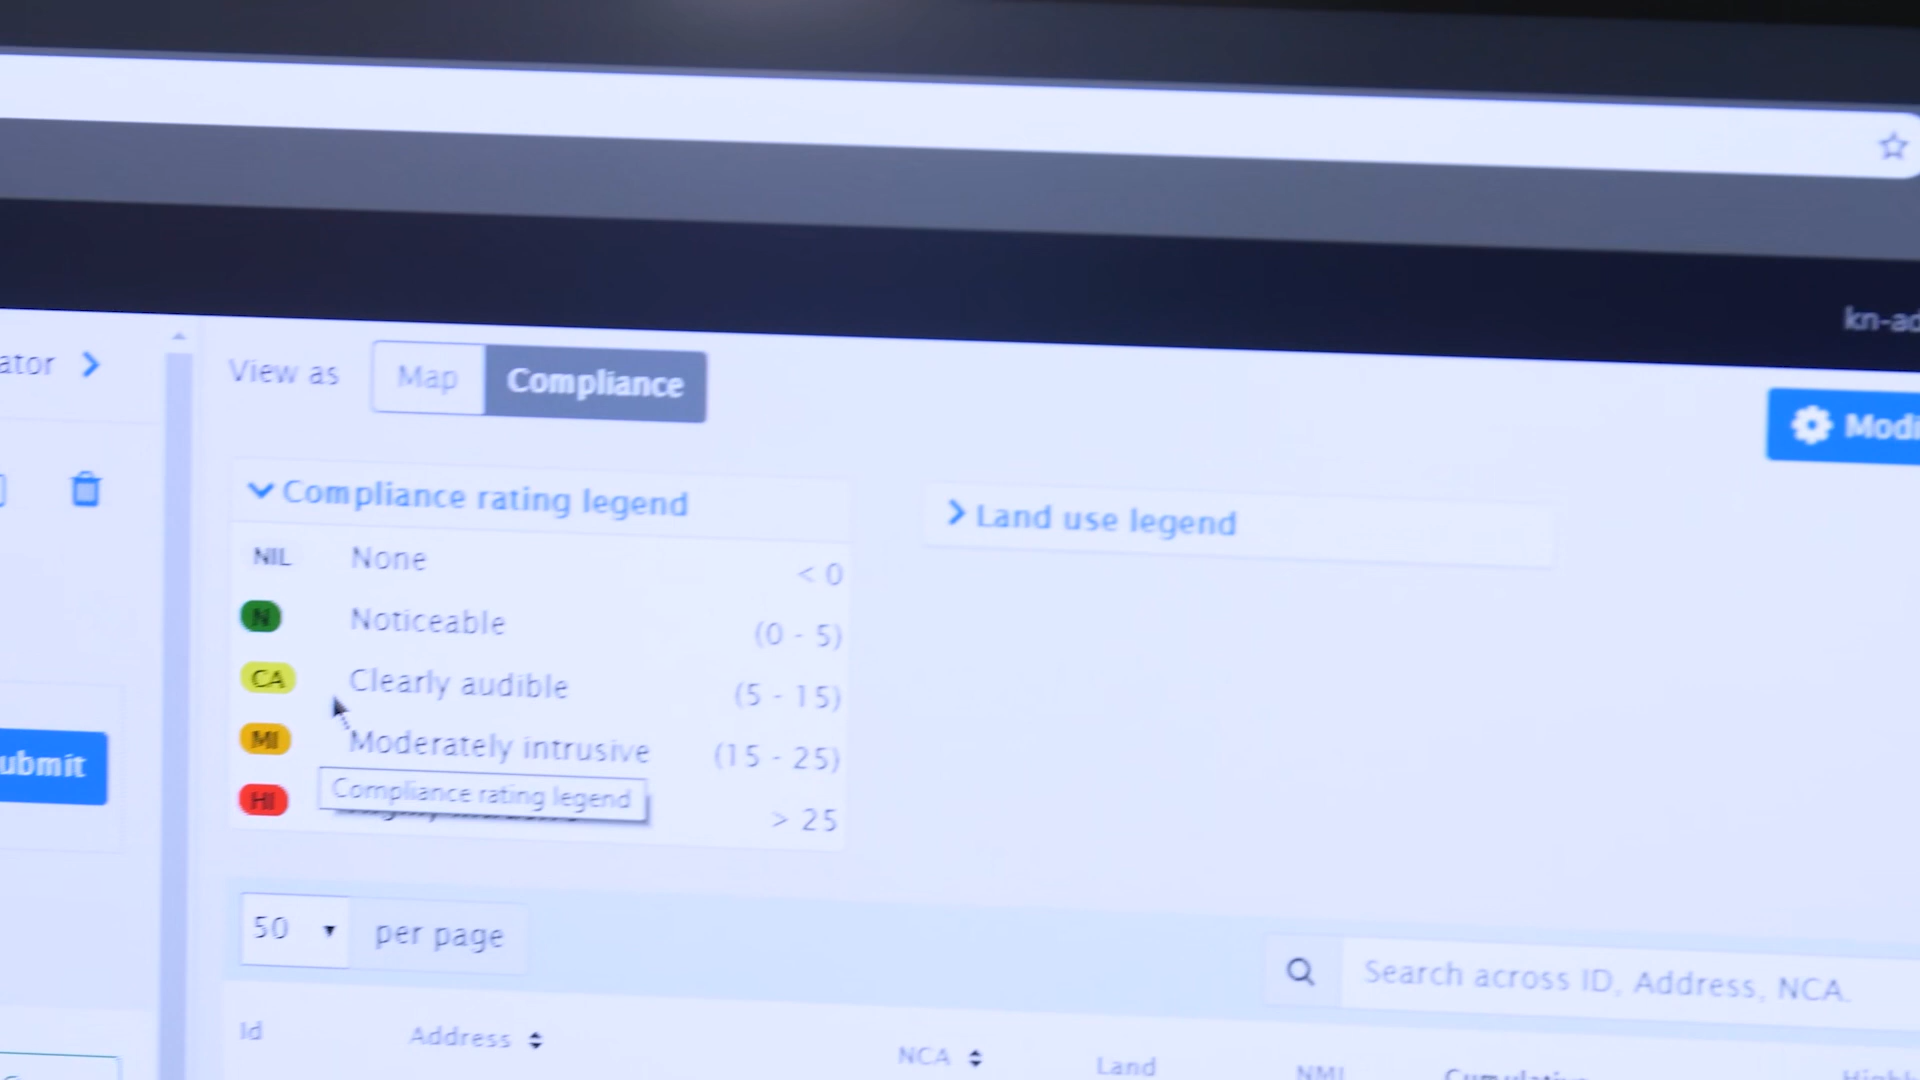 kn-ad
ator
View as Map Compliance
Modi
Compliance rating legend
Land use legend
NIL None < 0
N Noticeable (0 - 5)
CA Clearly audible (5 - 15)
MI Moderately intrusive (15 - 25)
ubmit
HI > 25
Compliance rating legend
50 per page
Search across ID, Address, NCA.
Id Address NCA Land NMI Cumulative